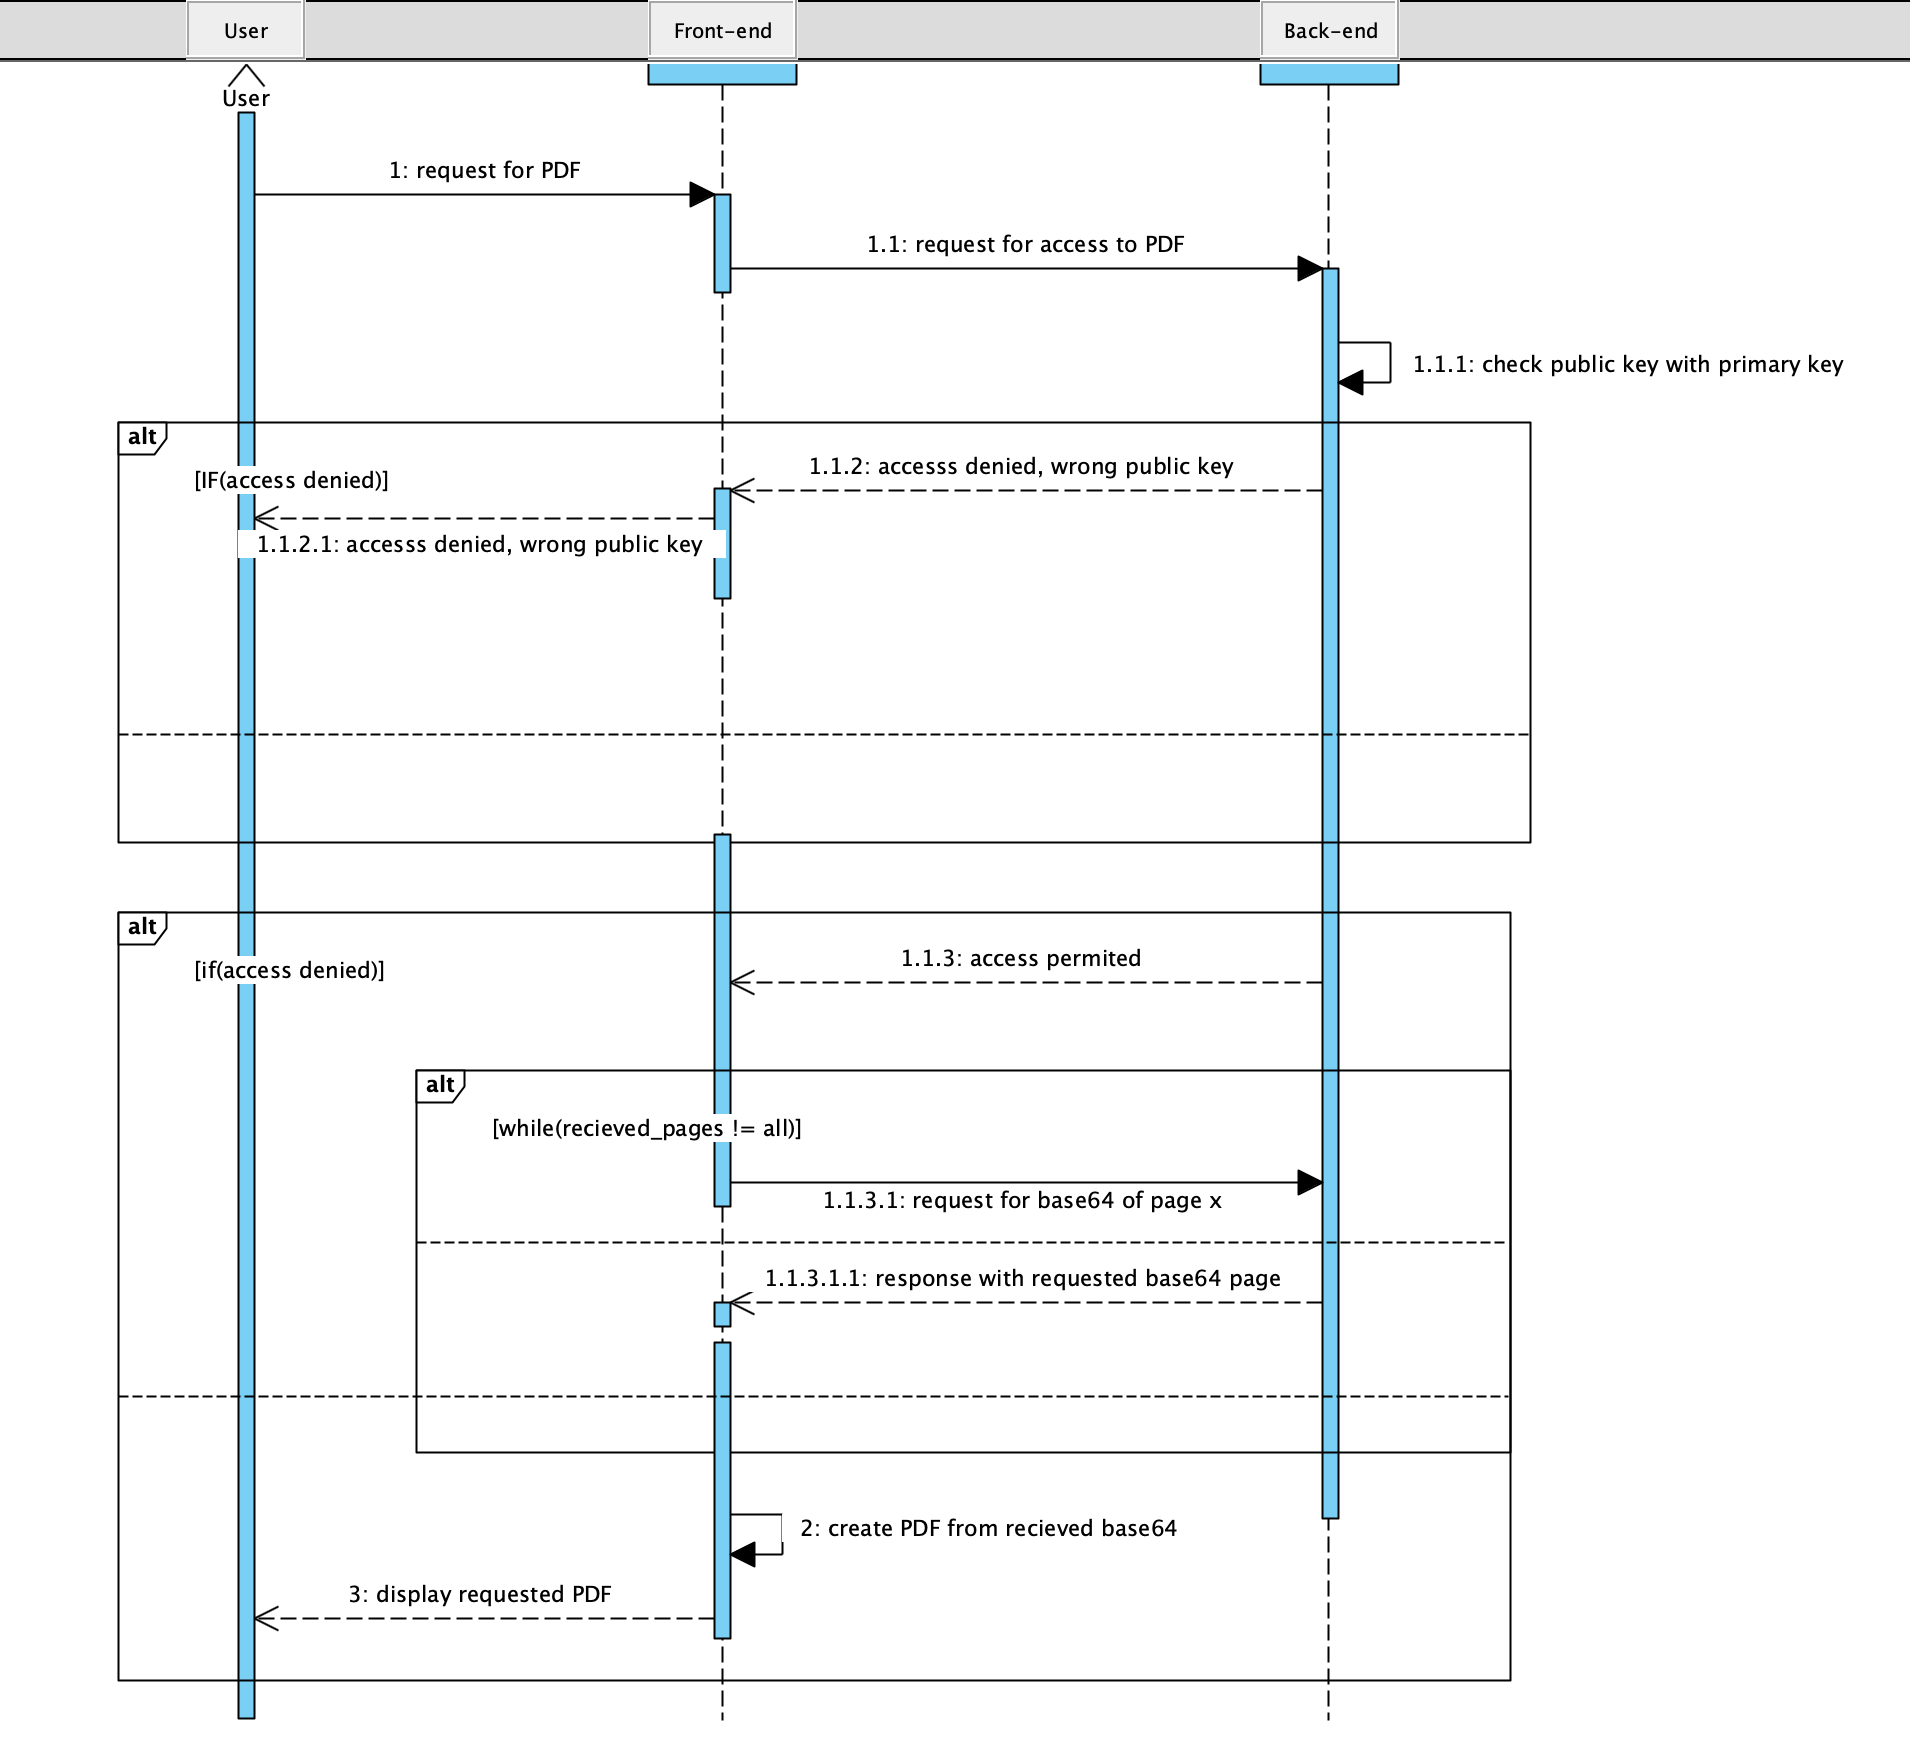 User
Front-end
Back-end
User
1: request for PDF
1.1: request for access to PDF
1.1.1: check public key with primary key
alt
[IF(access denied)]
1.1.2: accesss denied, wrong public key
1.1.2.1: accesss denied, wrong public key
alt
[if(access denied)]
1.1.3: access permited
alt
[while(recieved_pages != all)]
1.1.3.1: request for base64 of page x
1.1.3.1.1: response with requested base64 page
2: create PDF from recieved base64
3: display requested PDF